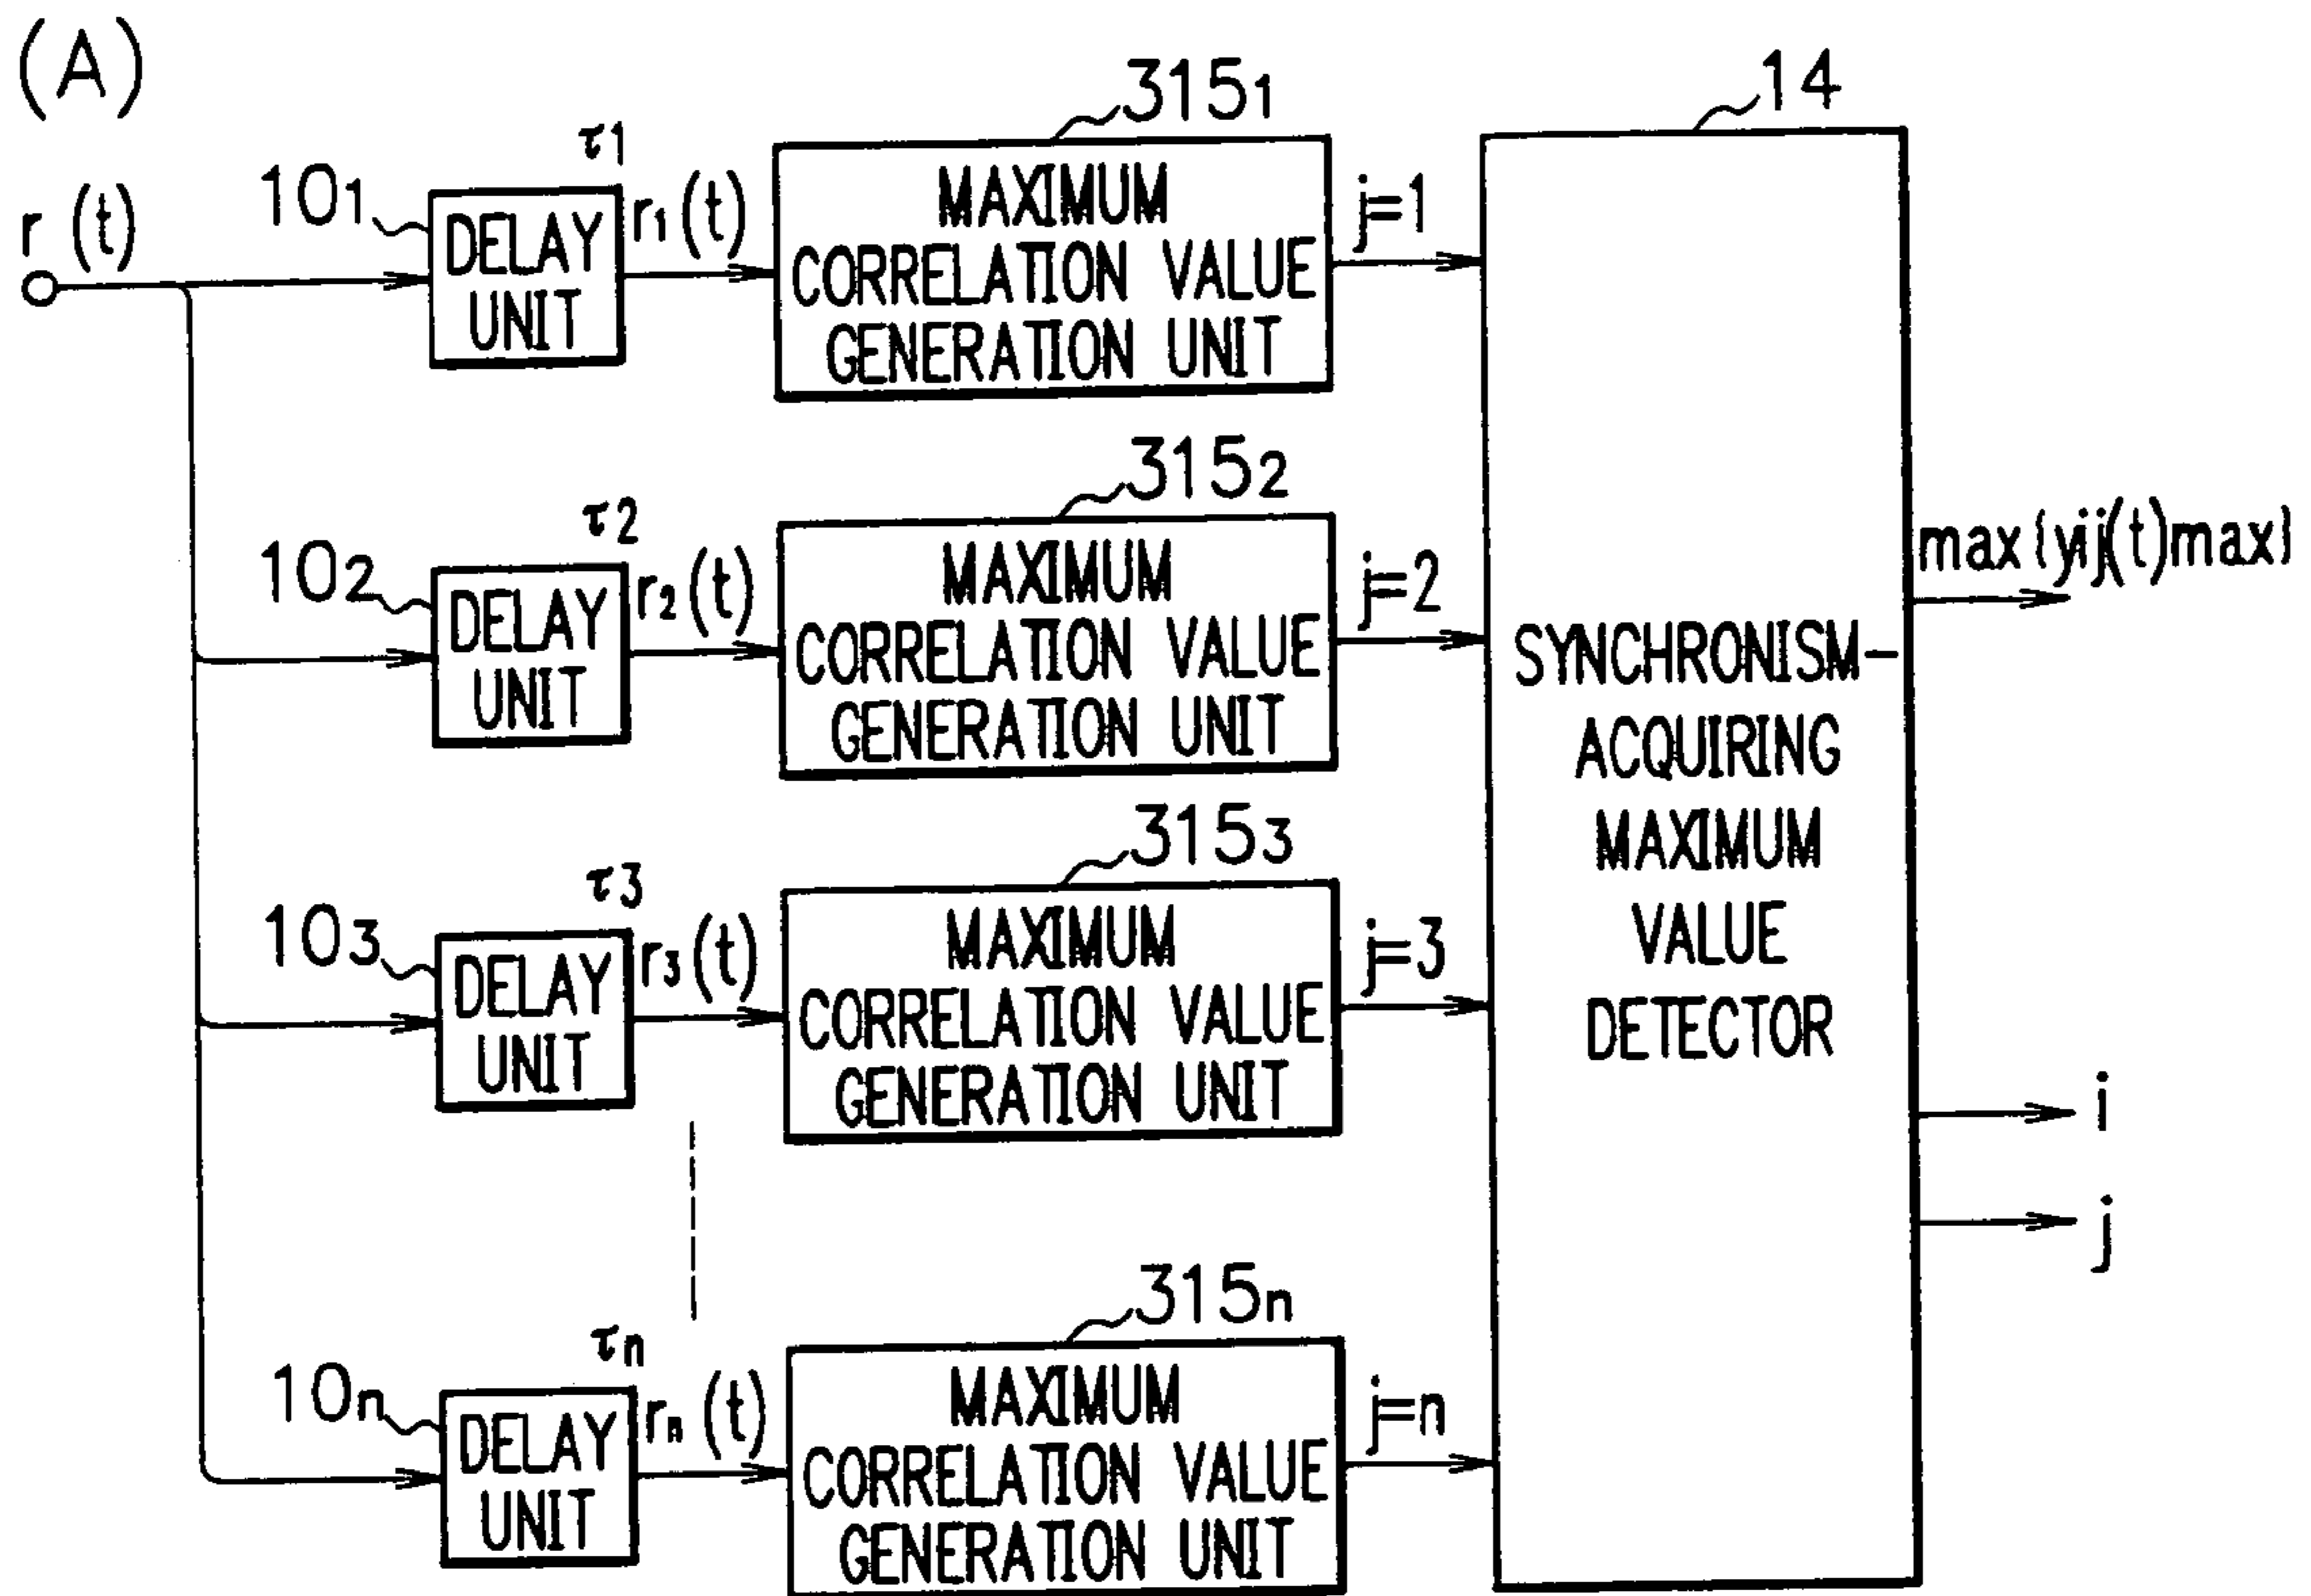 (A)
r (t)
10₁
τ1
DELAY
UNIT
r₁(t)
315₁
MAXIMUM
CORRELATION VALUE
GENERATION UNIT
j=1
10₂
τ2
DELAY
UNIT
r₂(t)
315₂
MAXIMUM
CORRELATION VALUE
GENERATION UNIT
j=2
10₃
τ3
DELAY
UNIT
r₃(t)
315₃
MAXIMUM
CORRELATION VALUE
GENERATION UNIT
j=3
10n
τn
DELAY
UNIT
rn(t)
315n
MAXIMUM
CORRELATION VALUE
GENERATION UNIT
j=n
14
SYNCHRONISM-
ACQUIRING
MAXIMUM
VALUE
DETECTOR
max{yij(t)max}
i
j